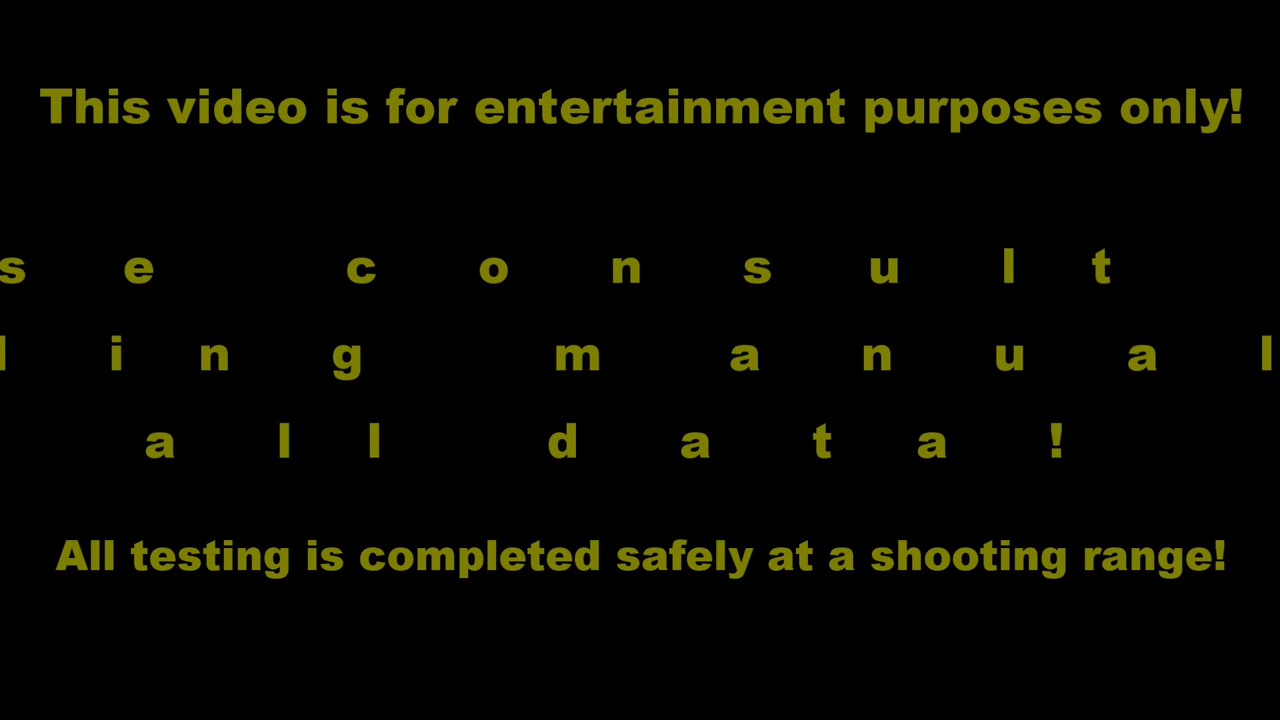 This video is for entertainment purposes only!
se consult
ing manual
all data!
All testing is completed safely at a shooting range!